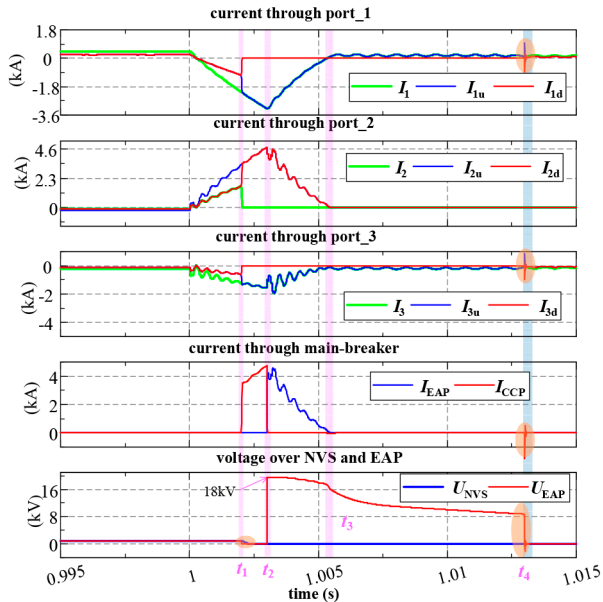 current through port_1
(kA)
1.8
0
-1.8
-3.6
I1 I1u I1d
current through port_2
(kA)
4.6
2.3
0
I2 I2u I2d
current through port_3
(kA)
0
-2
-4
I3 I3u I3d
current through main-breaker
(kA)
4
2
0
IEAP ICCP
voltage over NVS and EAP
(kV)
16
8
0
18kV
UNVS UEAP
t1 t2 t3 t4
0.995 1 1.005 1.01 1.015
time (s)